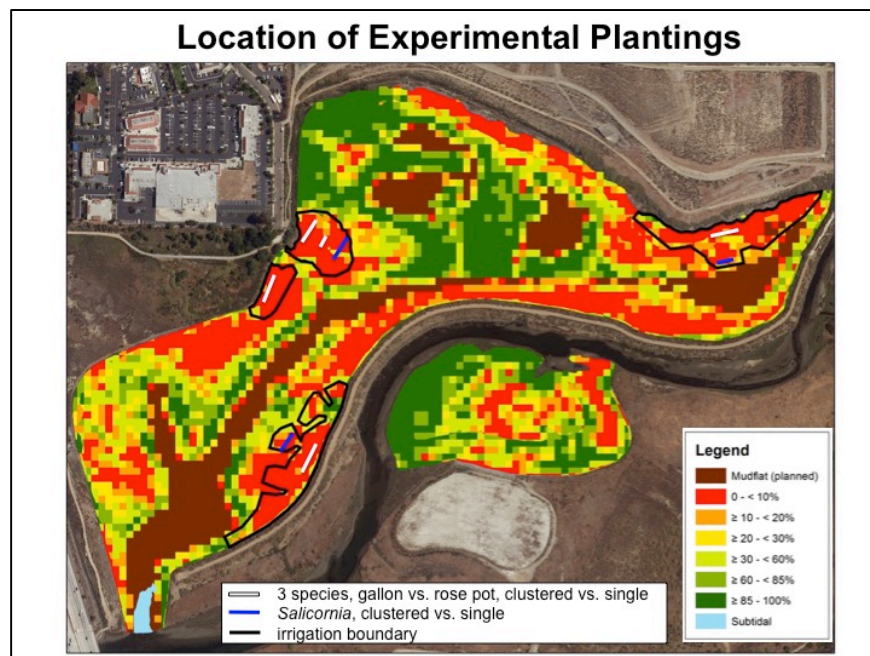 Location of Experimental Plantings
Legend
Mudflat (planned)
0 - < 10%
≥ 10 - < 20%
≥ 20 - < 30%
≥ 30 - < 60%
≥ 60 - < 85%
≥ 85 - 100%
Subtidal
3 species, gallon vs. rose pot, clustered vs. single
Salicornia, clustered vs. single
irrigation boundary